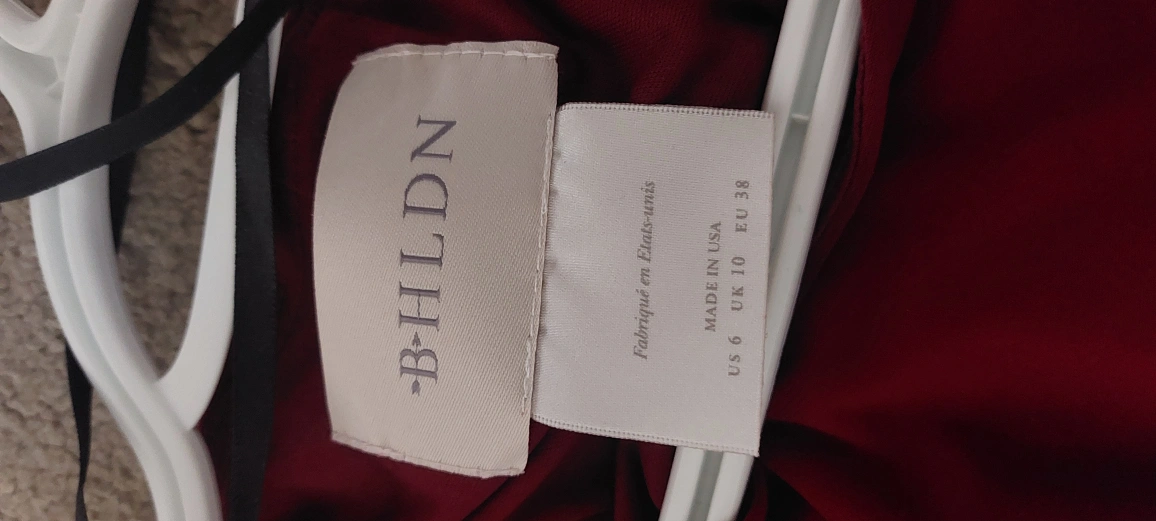 BHLDN
US 6 UK 10 EU 38
MADE IN USA
Fabriqué en Etats-unis